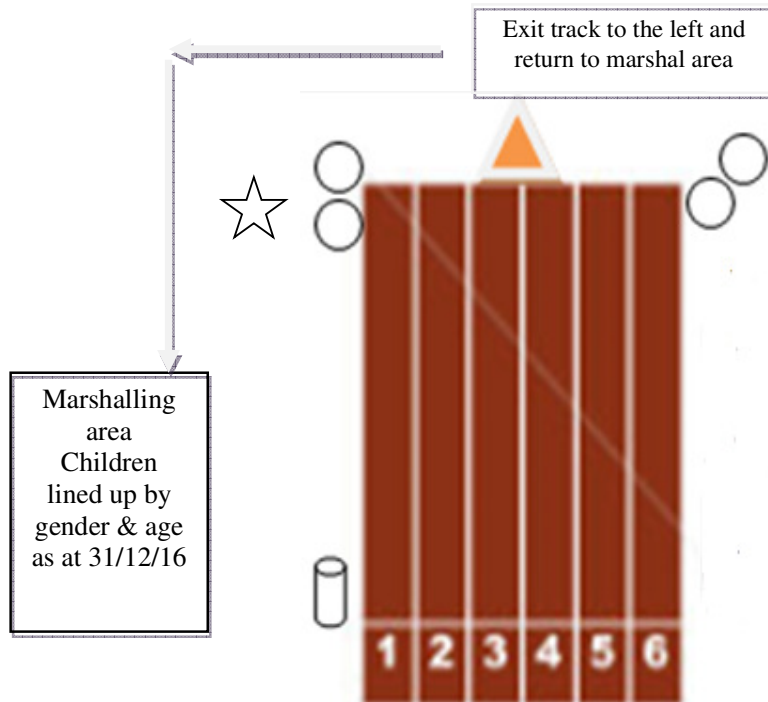 Exit track to the left and
return to marshal area
Marshalling
area
Children
lined up by
gender & age
as at 31/12/16
1 2 3 4 5 6